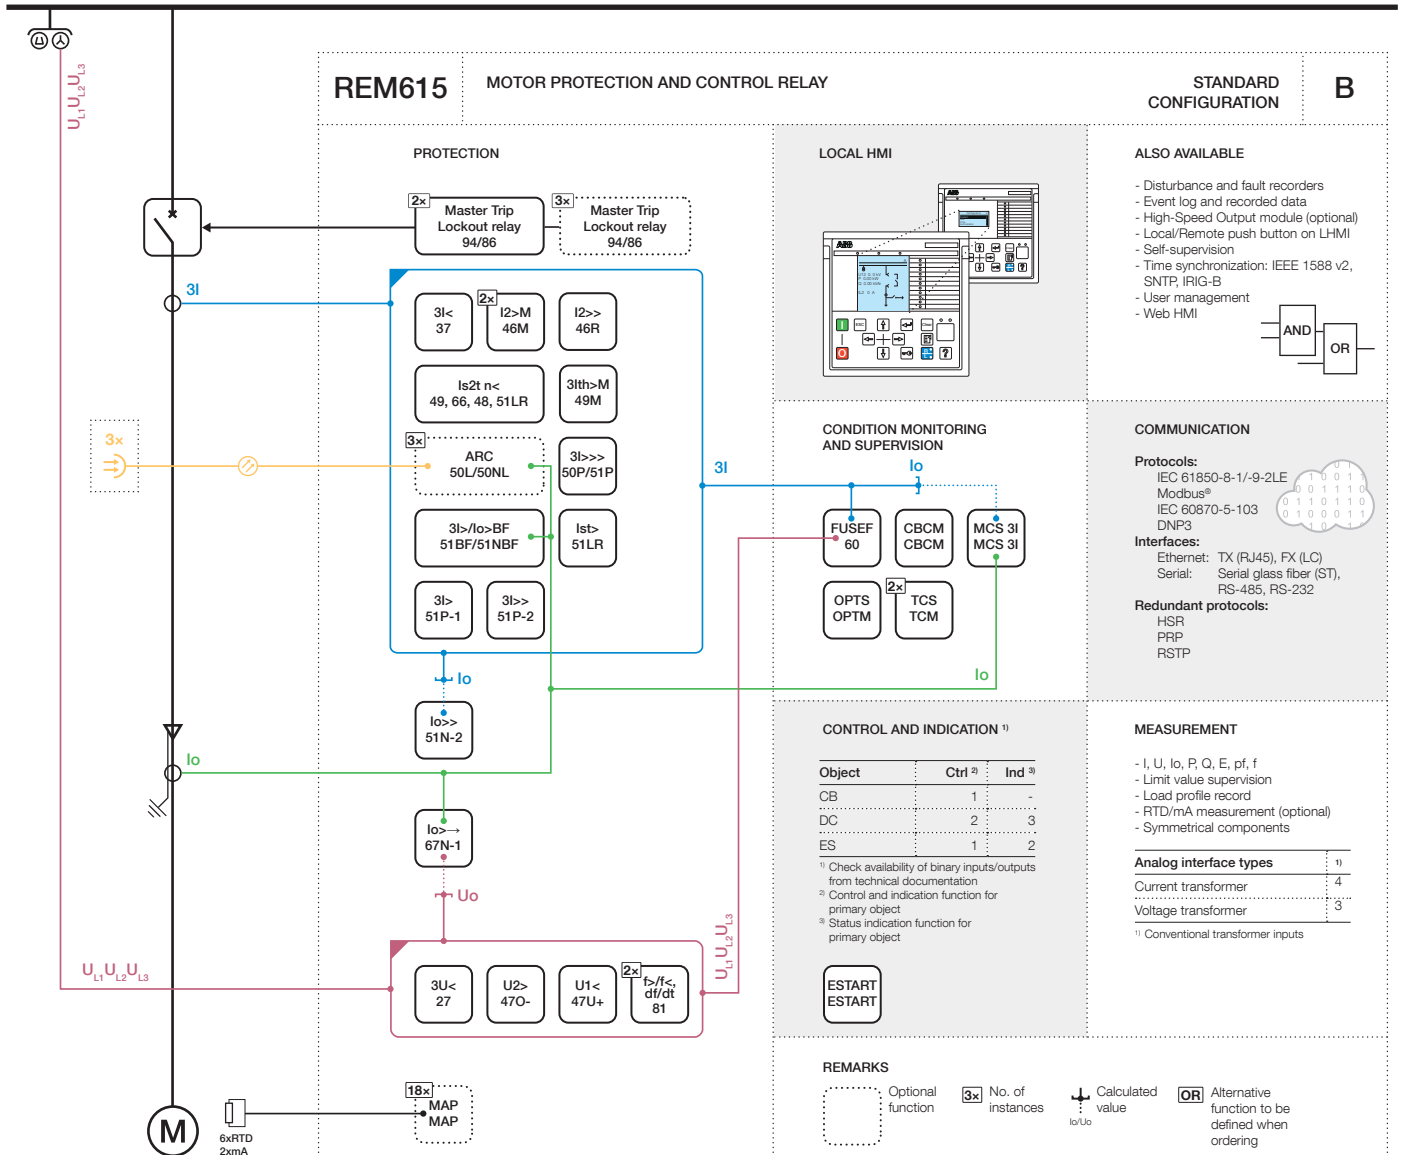 REM615
MOTOR PROTECTION AND CONTROL RELAY
STANDARD
CONFIGURATION
B
U L1 U L2 U L3
PROTECTION
2×
Master Trip
Lockout relay
94/86
3×
Master Trip
Lockout relay
94/86
3I
3I<
37
2×
I2>M
46M
I2>>
46R
Is2t n<
49, 66, 48, 51LR
3Ith>M
49M
3×
3×
ARC
50L/50NL
3I>>>
50P/51P
3I>/Io>BF
51BF/51NBF
Ist>
51LR
3I>
51P-1
3I>>
51P-2
Io
Io>>
51N-2
Io
Io>→
67N-1
Uo
U L1 U L2 U L3
3U<
27
U2>
47O-
U1<
47U+
2×
f>/f<,
df/dt
81
U L1 U L2 U L3
18×
MAP
MAP
M
6xRTD
2xmA
LOCAL HMI
ABB
ABB
ESC
Clear
I
O
?
ALSO AVAILABLE
- Disturbance and fault recorders
- Event log and recorded data
- High-Speed Output module (optional)
- Local/Remote push button on LHMI
- Self-supervision
- Time synchronization: IEEE 1588 v2,
SNTP, IRIG-B
- User management
- Web HMI
AND
OR
CONDITION MONITORING
AND SUPERVISION
3I
Io
FUSEF
60
CBCM
CBCM
MCS 3I
MCS 3I
OPTS
OPTM
2×
TCS
TCM
Io
COMMUNICATION
Protocols:
IEC 61850-8-1/-9-2LE
Modbus®
IEC 60870-5-103
DNP3
Interfaces:
Ethernet: TX (RJ45), FX (LC)
Serial: Serial glass fiber (ST),
RS-485, RS-232
Redundant protocols:
HSR
PRP
RSTP
CONTROL AND INDICATION 1)
Object Ctrl 2) Ind 3)
CB 1 -
DC 2 3
ES 1 2
1) Check availability of binary inputs/outputs
from technical documentation
2) Control and indication function for
primary object
3) Status indication function for
primary object
ESTART
ESTART
MEASUREMENT
- I, U, Io, P, Q, E, pf, f
- Limit value supervision
- Load profile record
- RTD/mA measurement (optional)
- Symmetrical components
Analog interface types 1)
Current transformer 4
Voltage transformer 3
1) Conventional transformer inputs
REMARKS
Optional
function
3×
No. of
instances
Io/Uo
Calculated
value
OR
Alternative
function to be
defined when
ordering